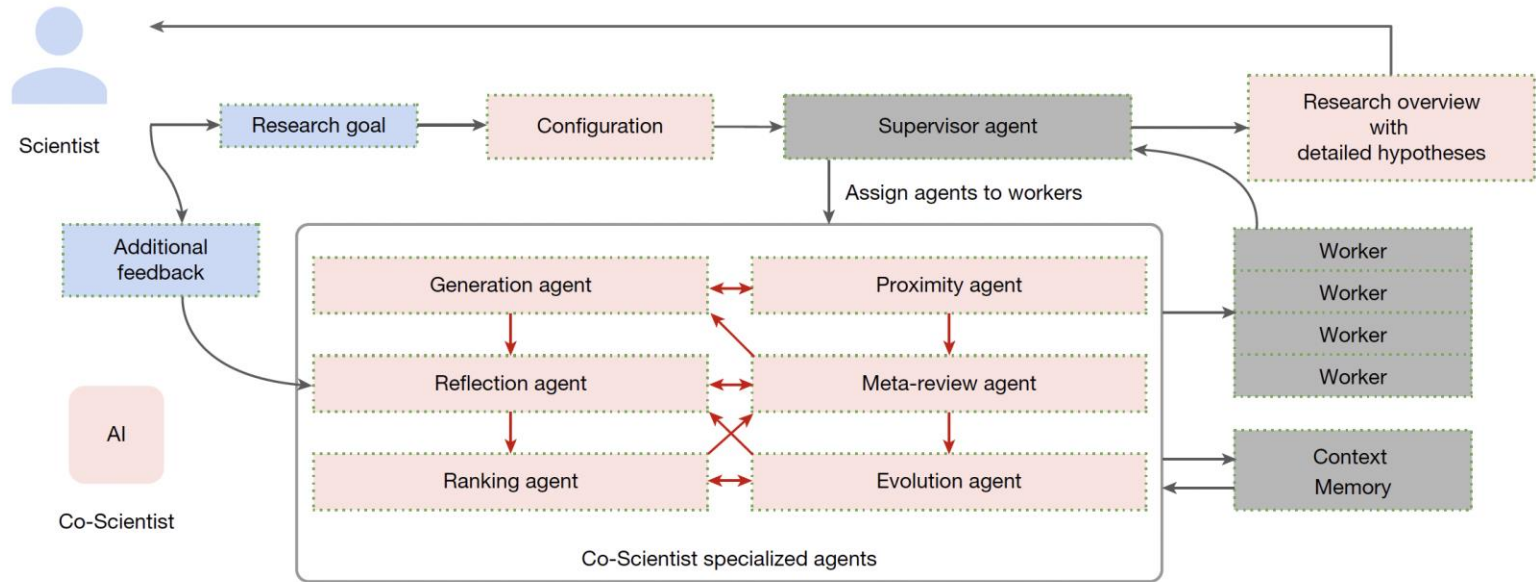 Scientist
Research goal
Configuration
Supervisor agent
Research overview
with
detailed hypotheses
Assign agents to workers
Additional
feedback
Generation agent
Proximity agent
Reflection agent
Meta-review agent
Ranking agent
Evolution agent
Co-Scientist specialized agents
Worker
Worker
Worker
Worker
Context
Memory
AI
Co-Scientist